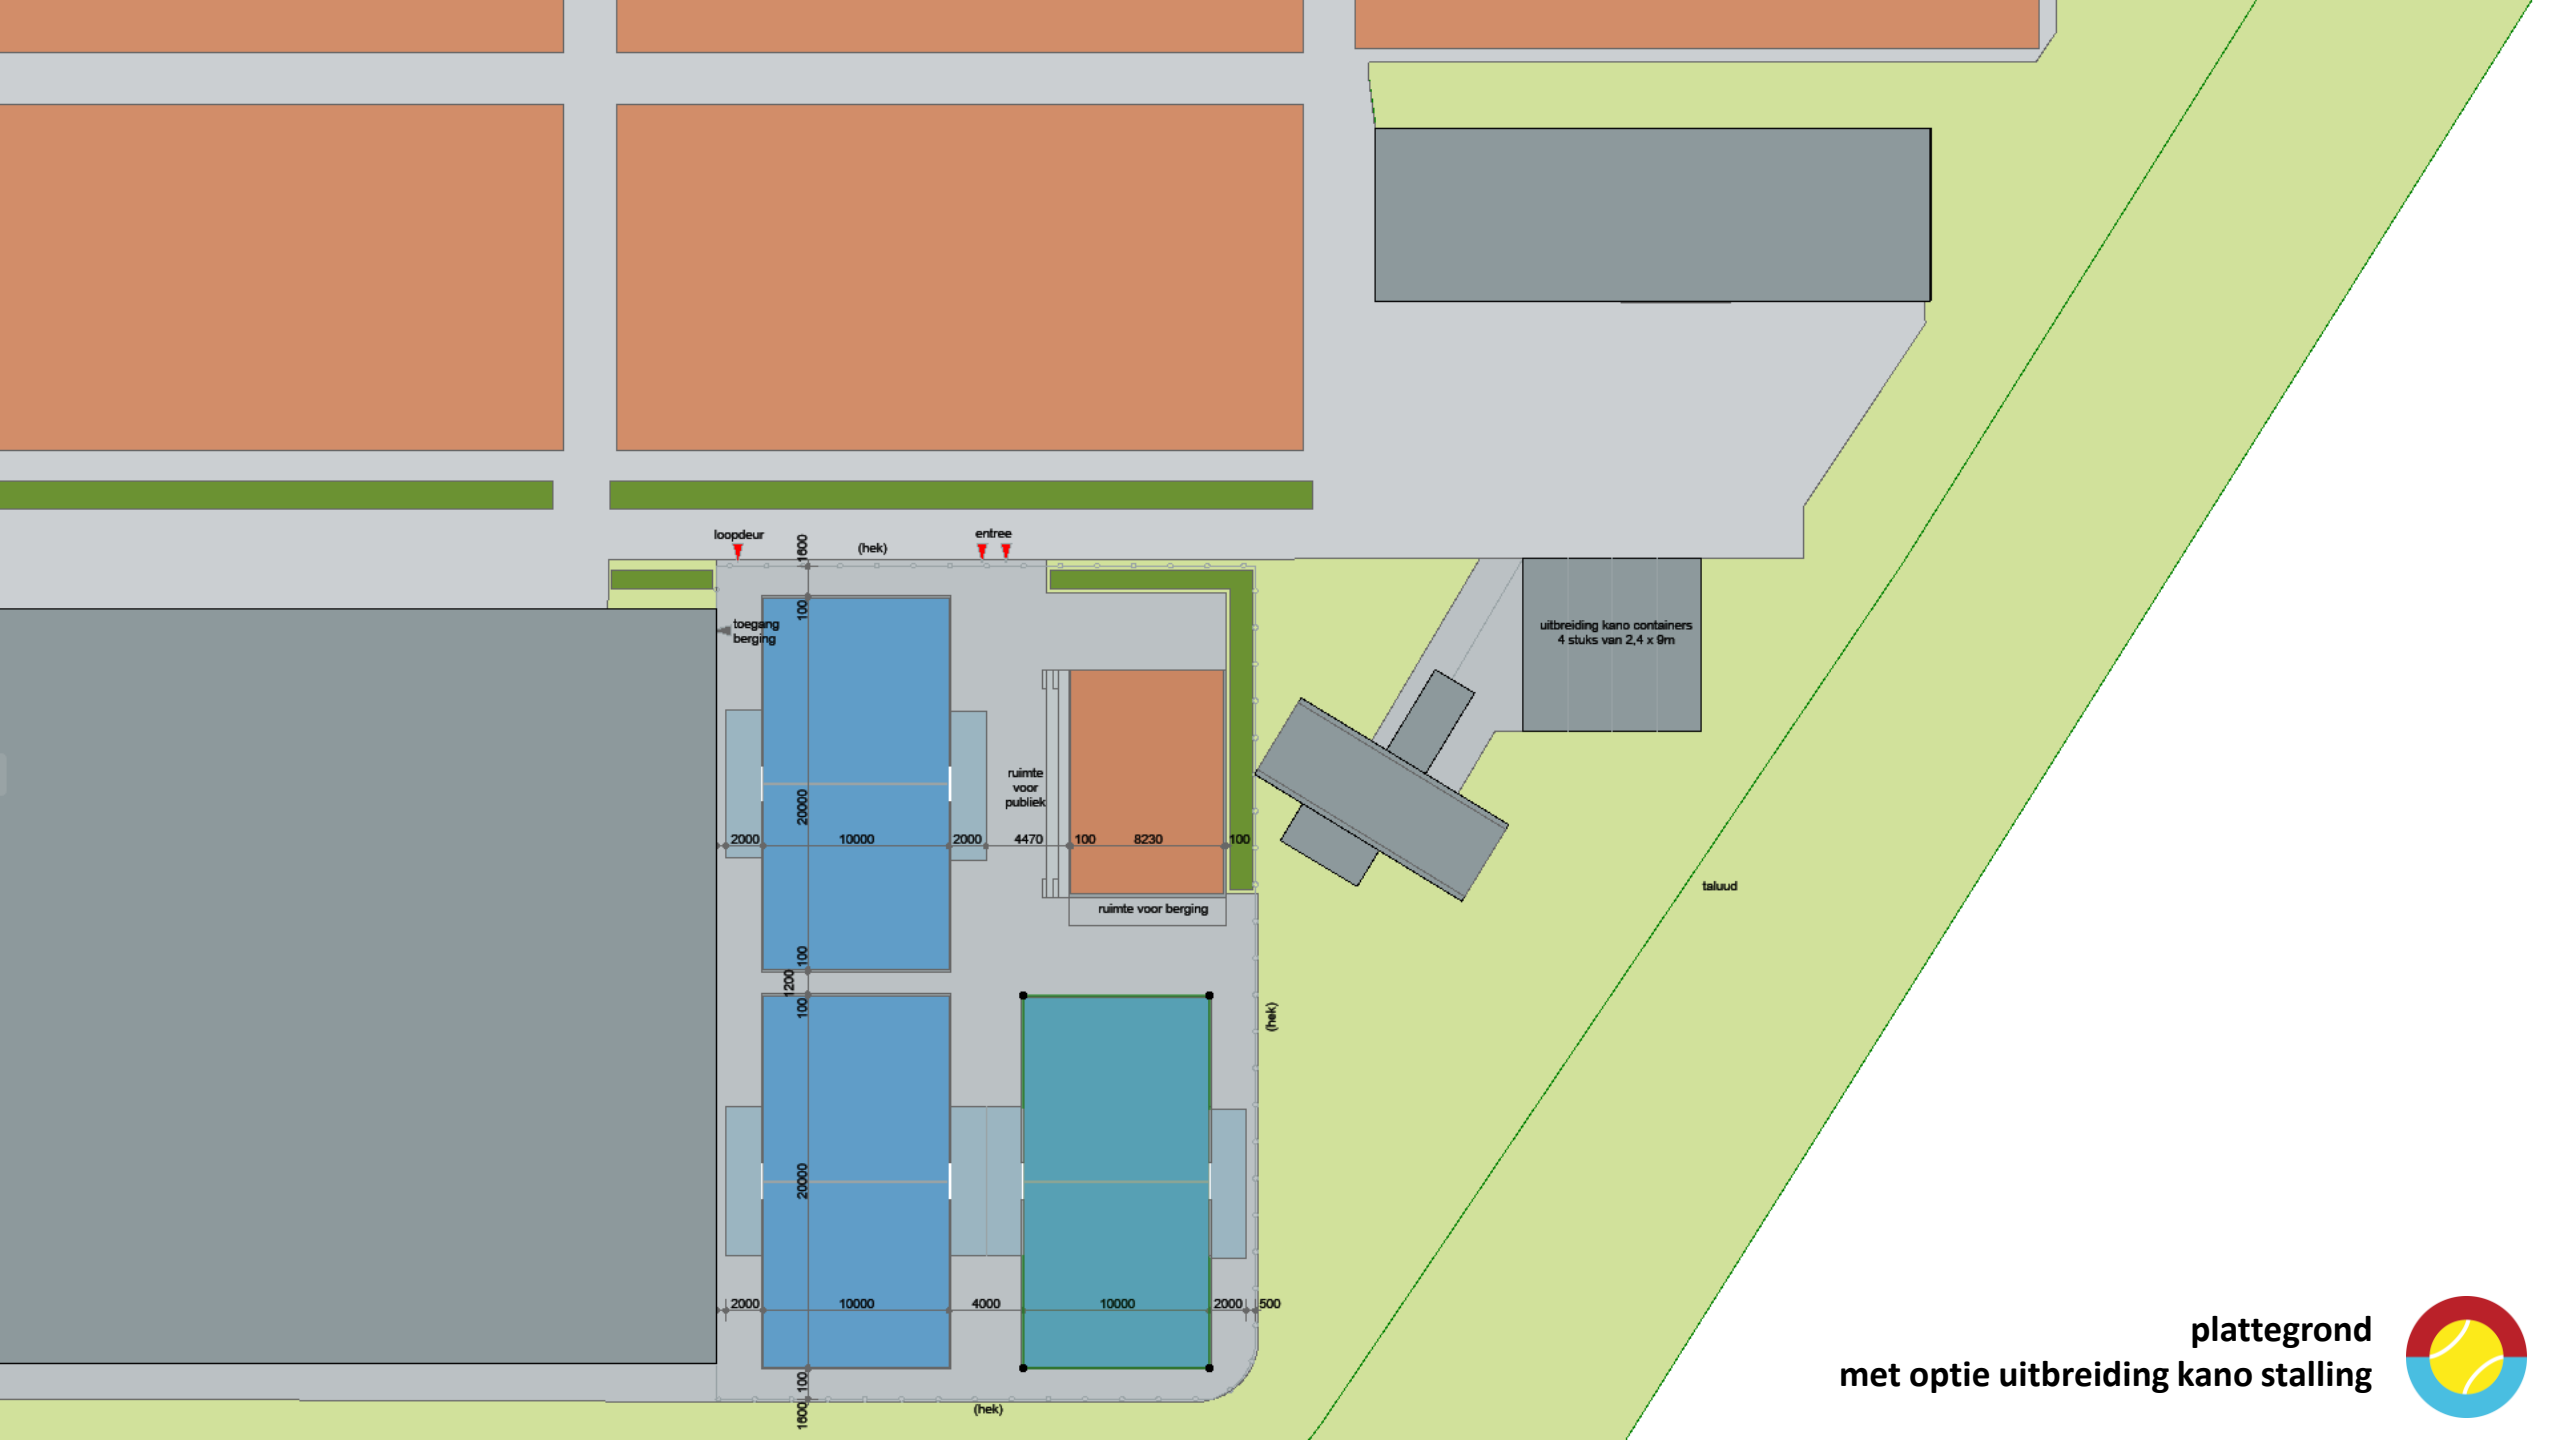 loopdeur
(hek)
entree
1600
100
toegang
berging
uitbreiding kano containers
4 stuks van 2,4 x 9m
ruimte
voor
publiek
20000
2000
10000
2000
4470
100
8230
100
taluud
ruimte voor berging
100
1200
100
(hek)
20000
2000
10000
4000
10000
2000
500
100
1600
(hek)
plattegrond
met optie uitbreiding kano stalling